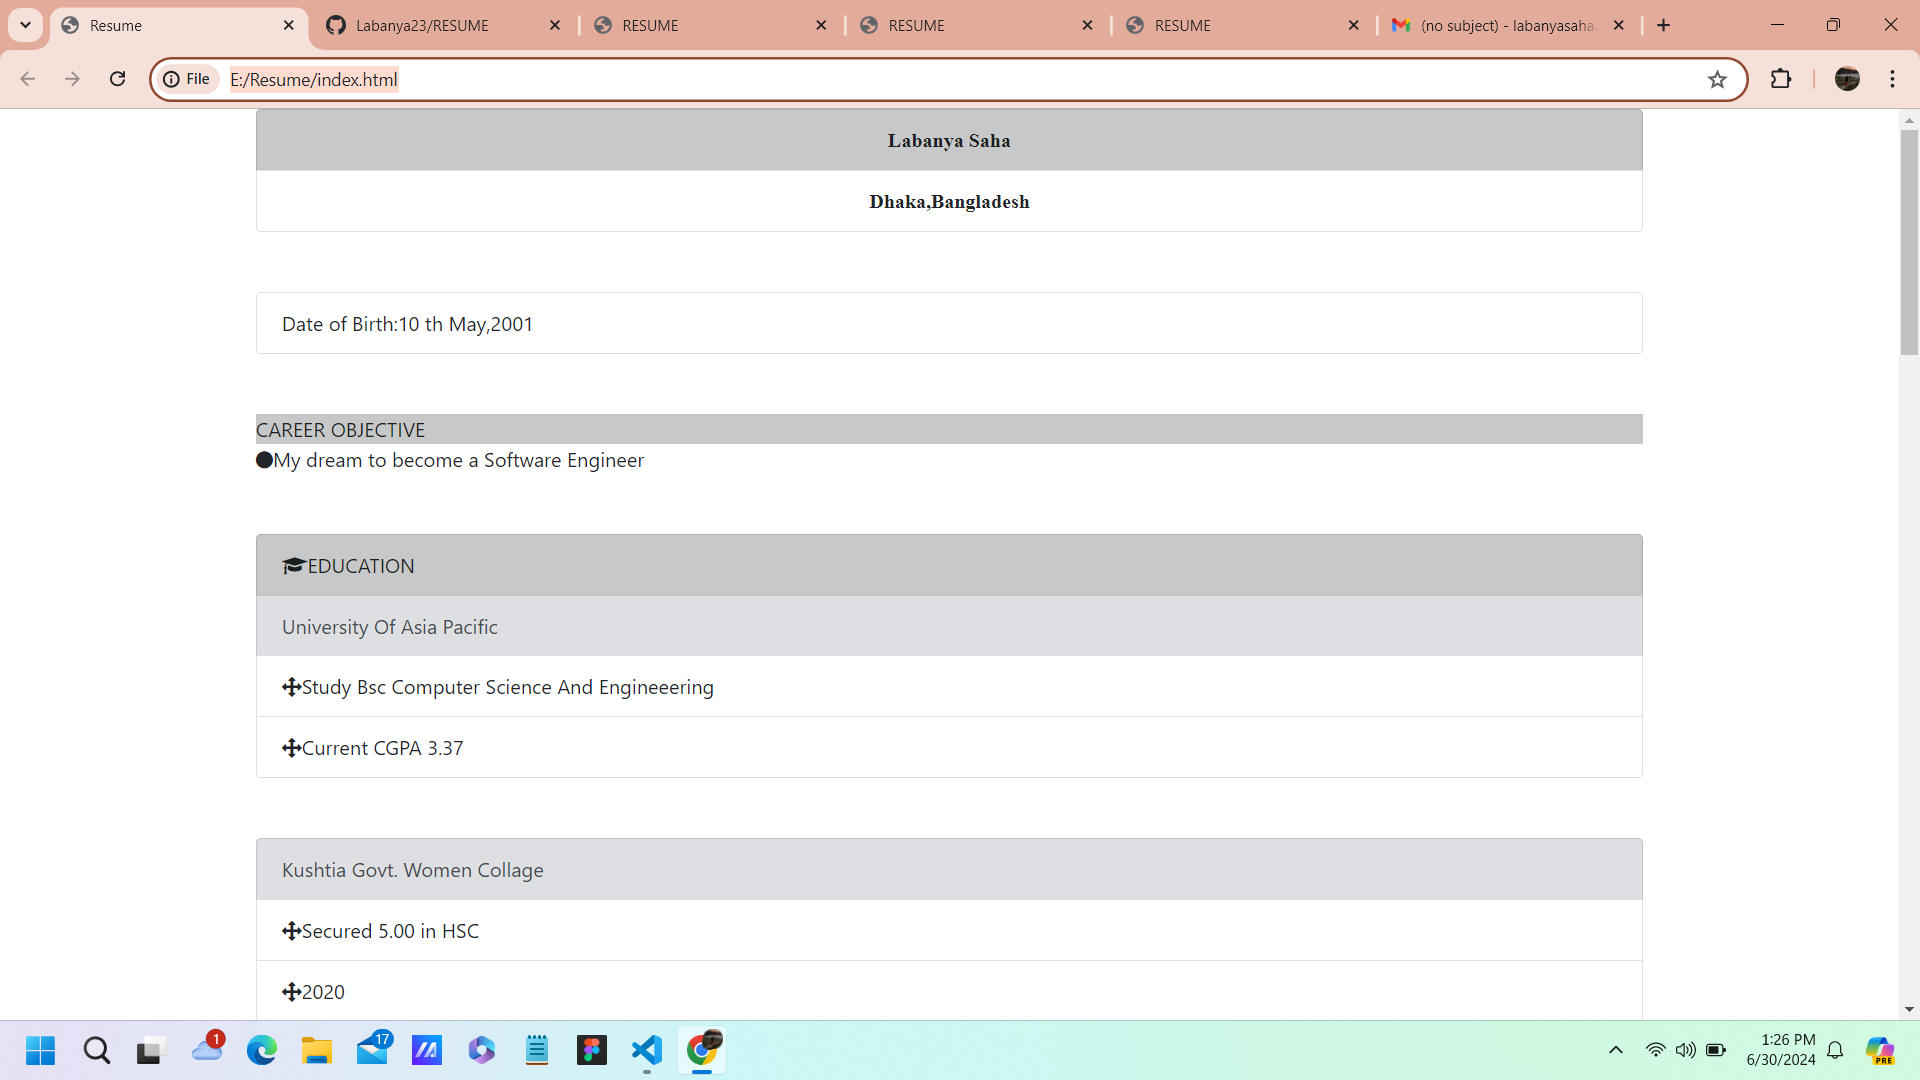 Resume
Labanya23/RESUME
RESUME
RESUME
RESUME
(no subject) - labanyasaha
File
E:/Resume/index.html
Labanya Saha
Dhaka,Bangladesh
Date of Birth:10 th May,2001
CAREER OBJECTIVE
My dream to become a Software Engineer
EDUCATION
University Of Asia Pacific
Study Bsc Computer Science And Engineeering
Current CGPA 3.37
Kushtia Govt. Women Collage
Secured 5.00 in HSC
2020
1
17
1:26 PM
6/30/2024
PRE